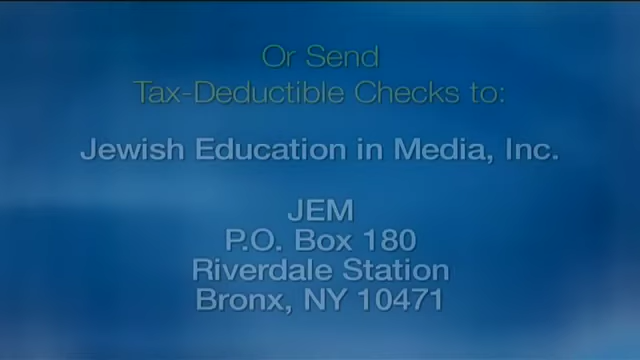 Or Send
Tax-Deductible Checks to:
Jewish Education in Media, Inc.
JEM
P.O. Box 180
Riverdale Station
Bronx, NY 10471